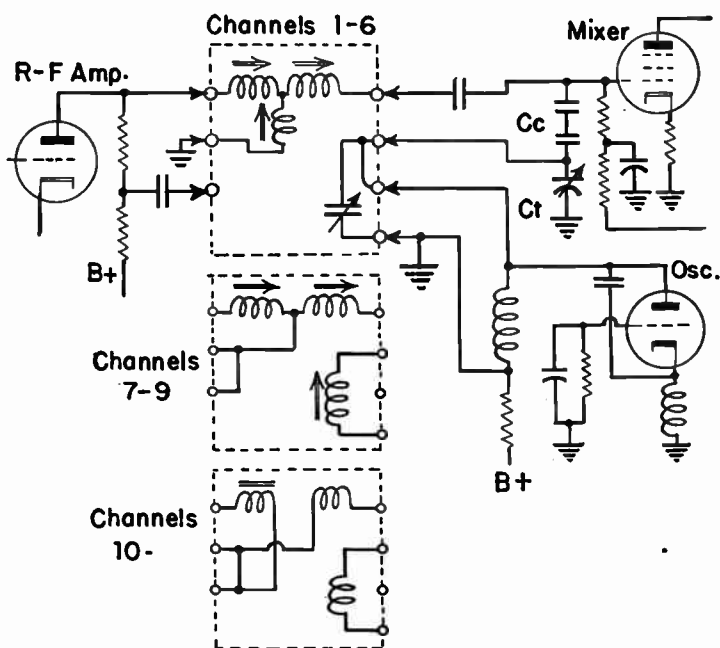 Channels 1-6
Mixer
R-F Amp.
Cc
Ct
B+
Osc.
Channels
7-9
B+
Channels
10-